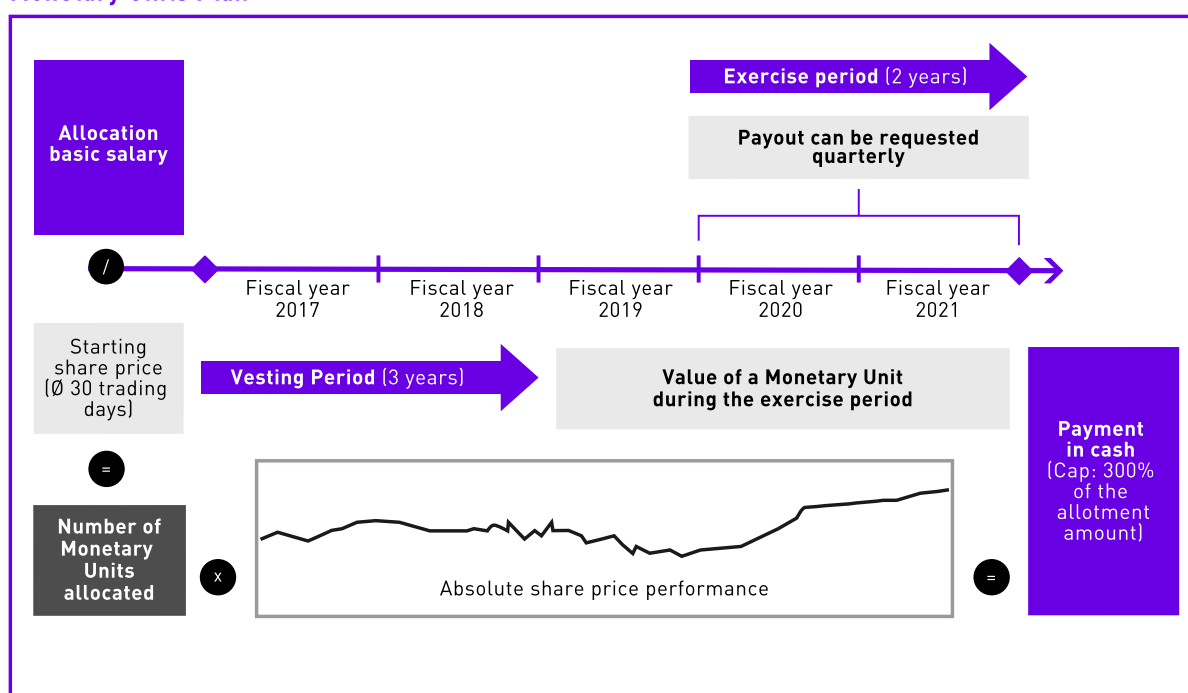 Exercise period (2 years)
Allocation
basic salary
Payout can be requested
quarterly
/
Fiscal year
2017
Fiscal year
2018
Fiscal year
2019
Fiscal year
2020
Fiscal year
2021
Starting
share price
(Ø 30 trading
days)
Vesting Period (3 years)
Value of a Monetary Unit
during the exercise period
=
Number of
Monetary
Units
allocated
x
Absolute share price performance
=
Payment
in cash
(Cap: 300%
of the
allotment
amount)